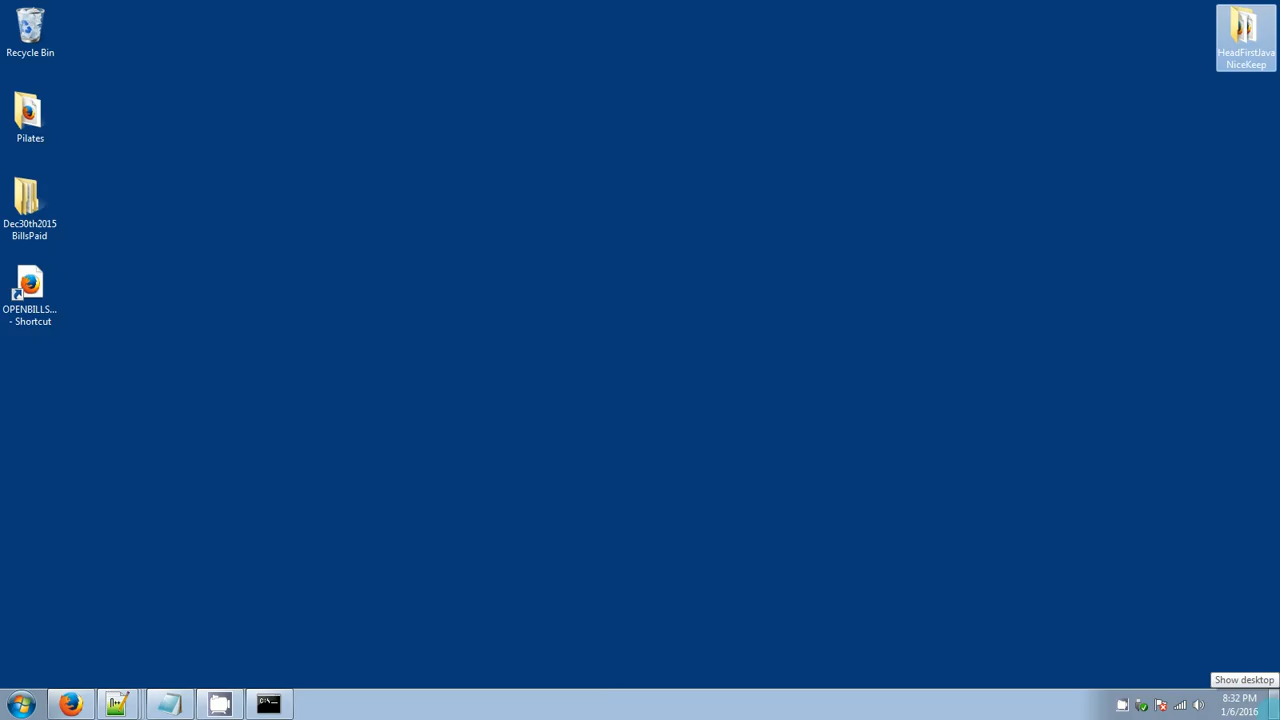 Recycle Bin
HeadFirstJava
NiceKeep
Pilates
Dec30th2015
BillsPaid
OPENBILLS...
- Shortcut
Show desktop
C:\_
8:32 PM
1/6/2016